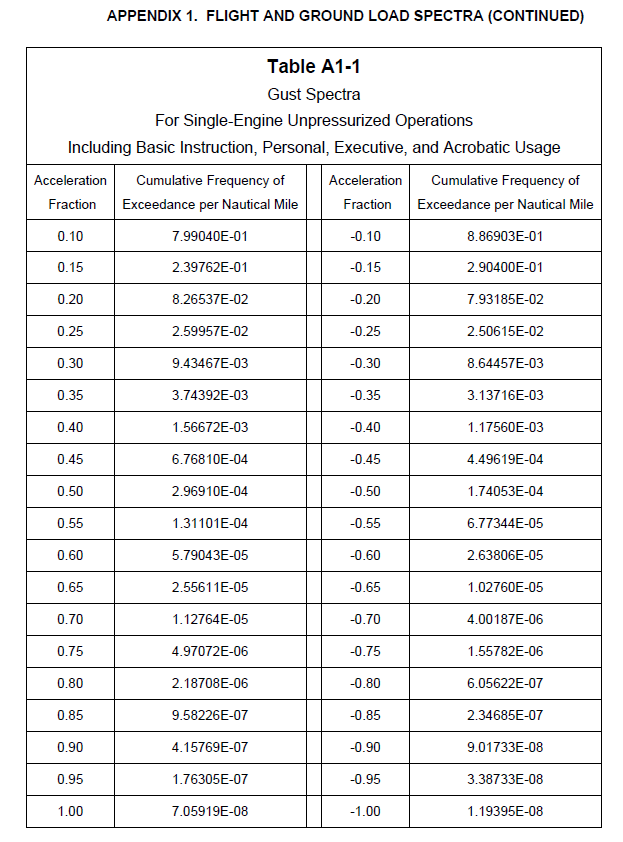 APPENDIX 1. FLIGHT AND GROUND LOAD SPECTRA (CONTINUED)
Table A1-1
Gust Spectra
For Single-Engine Unpressurized Operations
Including Basic Instruction, Personal, Executive, and Acrobatic Usage
Acceleration Cumulative Frequency of Acceleration Cumulative Frequency of
Fraction Exceedance per Nautical Mile Fraction Exceedance per Nautical Mile
0.10 7.99040E-01 -0.10 8.86903E-01
0.15 2.39762E-01 -0.15 2.90400E-01
0.20 8.26537E-02 -0.20 7.93185E-02
0.25 2.59957E-02 -0.25 2.50615E-02
0.30 9.43467E-03 -0.30 8.64457E-03
0.35 3.74392E-03 -0.35 3.13716E-03
0.40 1.56672E-03 -0.40 1.17560E-03
0.45 6.76810E-04 -0.45 4.49619E-04
0.50 2.96910E-04 -0.50 1.74053E-04
0.55 1.31101E-04 -0.55 6.77344E-05
0.60 5.79043E-05 -0.60 2.63806E-05
0.65 2.55611E-05 -0.65 1.02760E-05
0.70 1.12764E-05 -0.70 4.00187E-06
0.75 4.97072E-06 -0.75 1.55782E-06
0.80 2.18708E-06 -0.80 6.05622E-07
0.85 9.58226E-07 -0.85 2.34685E-07
0.90 4.15769E-07 -0.90 9.01733E-08
0.95 1.76305E-07 -0.95 3.38733E-08
1.00 7.05919E-08 -1.00 1.19395E-08